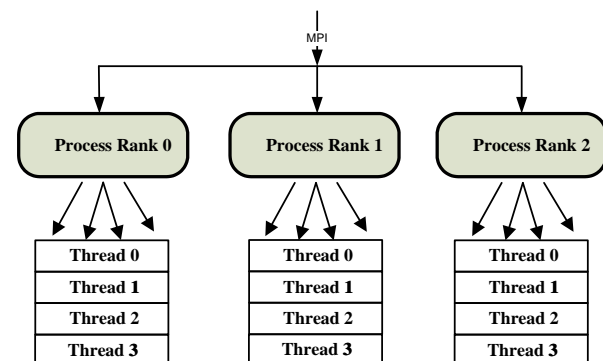 MPI
Process Rank 0
Process Rank 1
Process Rank 2
Thread 0
Thread 1
Thread 2
Thread 3
Thread 0
Thread 1
Thread 2
Thread 3
Thread 0
Thread 1
Thread 2
Thread 3